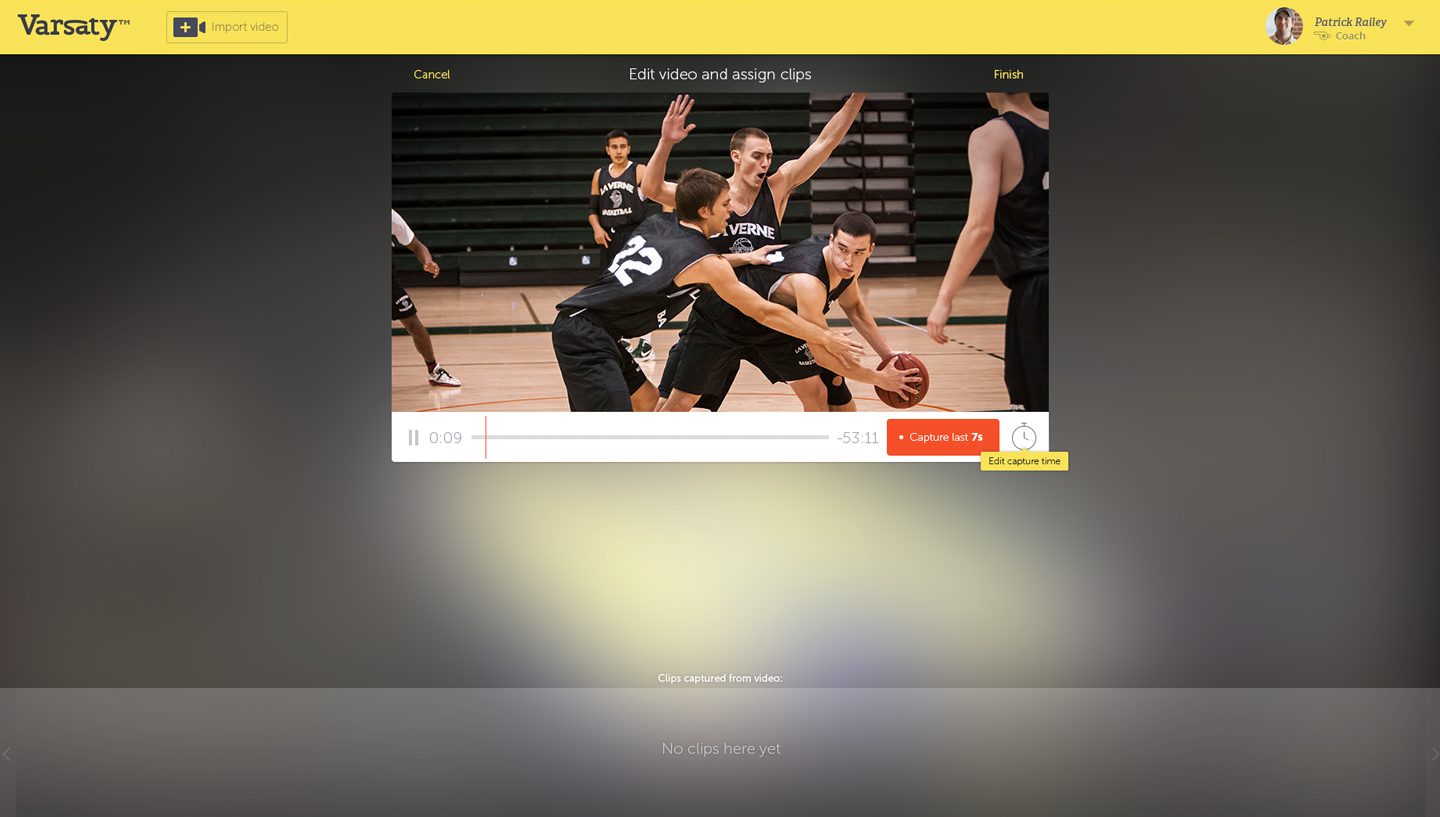 Varsaty™
Import video
Patrick Railey
Coach
Cancel
Edit video and assign clips
Finish
LA VERNE
BASKETBALL
LA VERNE
22
0:09
-53:11
Capture last 7s
Edit capture time
Clips captured from video:
No clips here yet